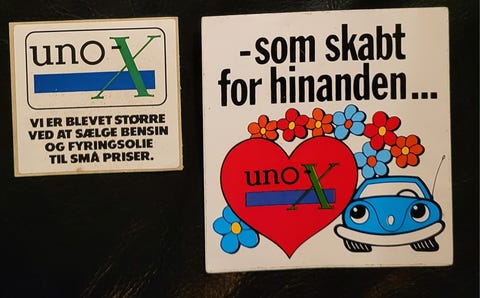 uno-X
VI ER BLEVET STØRRE
VED AT SÆLGE BENSIN
OG FYRINGSOLIE
TIL SMÅ PRISER.
-som skabt
for hinanden...
uno-X